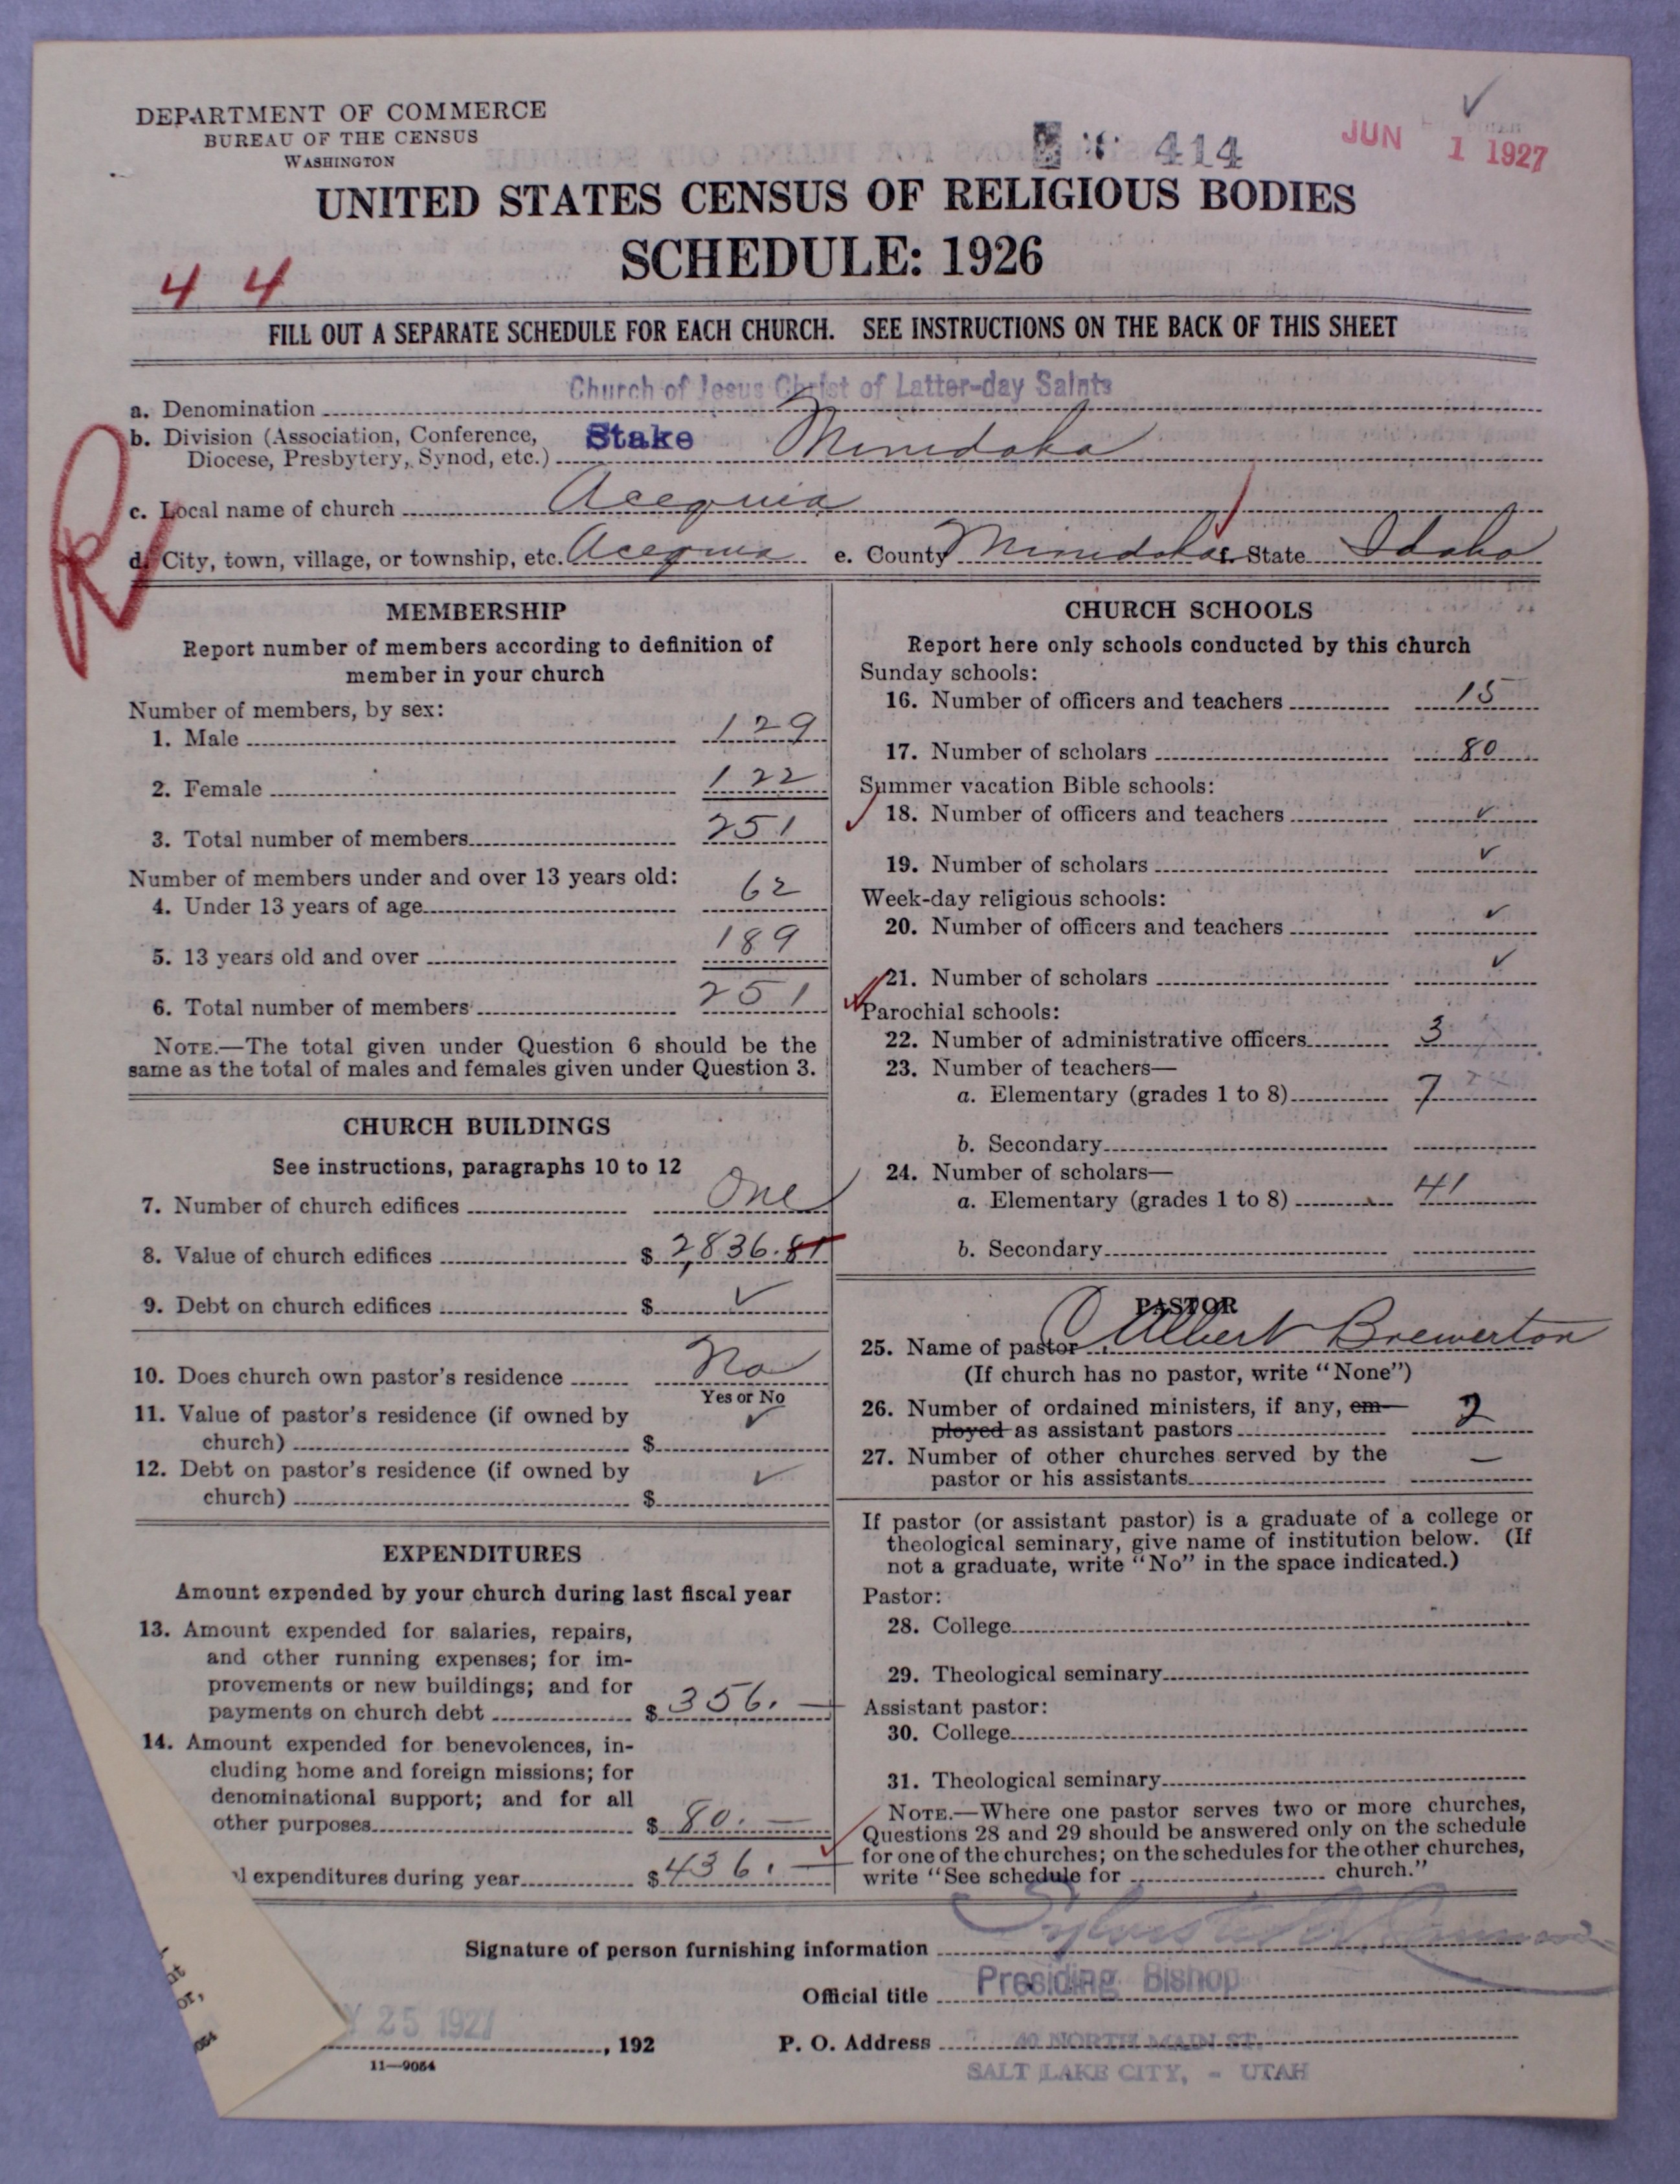 DEPARTMENT OF COMMERCE
BUREAU OF THE CENSUS
WASHINGTON
414
JUN 1 1927
UNITED STATES CENSUS OF RELIGIOUS BODIES
SCHEDULE: 1926
4 4
FILL OUT A SEPARATE SCHEDULE FOR EACH CHURCH. SEE INSTRUCTIONS ON THE BACK OF THIS SHEET
a. Denomination Church of Jesus Christ of Latter-day Saints
b. Division (Association, Conference, Diocese, Presbytery, Synod, etc.) Stake Minidoka
c. Local name of church Acequia
d. City, town, village, or township, etc. Acequia e. County Minidoka f. State Idaho
R
MEMBERSHIP
Report number of members according to definition of
member in your church
Number of members, by sex:
1. Male 129
2. Female 122
3. Total number of members 251
Number of members under and over 13 years old:
4. Under 13 years of age 62
5. 13 years old and over 189
6. Total number of members 251
NOTE.—The total given under Question 6 should be the
same as the total of males and females given under Question 3.
CHURCH BUILDINGS
See instructions, paragraphs 10 to 12
7. Number of church edifices One
8. Value of church edifices $ 2,836.81
9. Debt on church edifices $ ✓
10. Does church own pastor's residence No
Yes or No
11. Value of pastor's residence (if owned by
church) $ ✓
12. Debt on pastor's residence (if owned by
church) $ ✓
EXPENDITURES
Amount expended by your church during last fiscal year
13. Amount expended for salaries, repairs,
and other running expenses; for im-
provements or new buildings; and for
payments on church debt $ 356. —
14. Amount expended for benevolences, in-
cluding home and foreign missions; for
denominational support; and for all
other purposes $ 80. —
l expenditures during year $ 436. —
CHURCH SCHOOLS
Report here only schools conducted by this church
Sunday schools:
16. Number of officers and teachers 15
17. Number of scholars 80
Summer vacation Bible schools:
18. Number of officers and teachers ✓
19. Number of scholars ✓
Week-day religious schools:
20. Number of officers and teachers ✓
21. Number of scholars ✓
Parochial schools:
22. Number of administrative officers 3
23. Number of teachers—
a. Elementary (grades 1 to 8) 7
b. Secondary
24. Number of scholars—
a. Elementary (grades 1 to 8) 41
b. Secondary
PASTOR
25. Name of pastor C. Albert Brewerton
(If church has no pastor, write "None")
26. Number of ordained ministers, if any, em-
ployed as assistant pastors 2
27. Number of other churches served by the
pastor or his assistants —
If pastor (or assistant pastor) is a graduate of a college or
theological seminary, give name of institution below. (If
not a graduate, write "No" in the space indicated.)
Pastor:
28. College
29. Theological seminary
Assistant pastor:
30. College
31. Theological seminary
NOTE.—Where one pastor serves two or more churches,
Questions 28 and 29 should be answered only on the schedule
for one of the churches; on the schedules for the other churches,
write "See schedule for church."
Signature of person furnishing information
Official title Presiding Bishop
Y 25 1927
, 192 P. O. Address 40 NORTH MAIN ST.
SALT LAKE CITY, - UTAH
11—9054